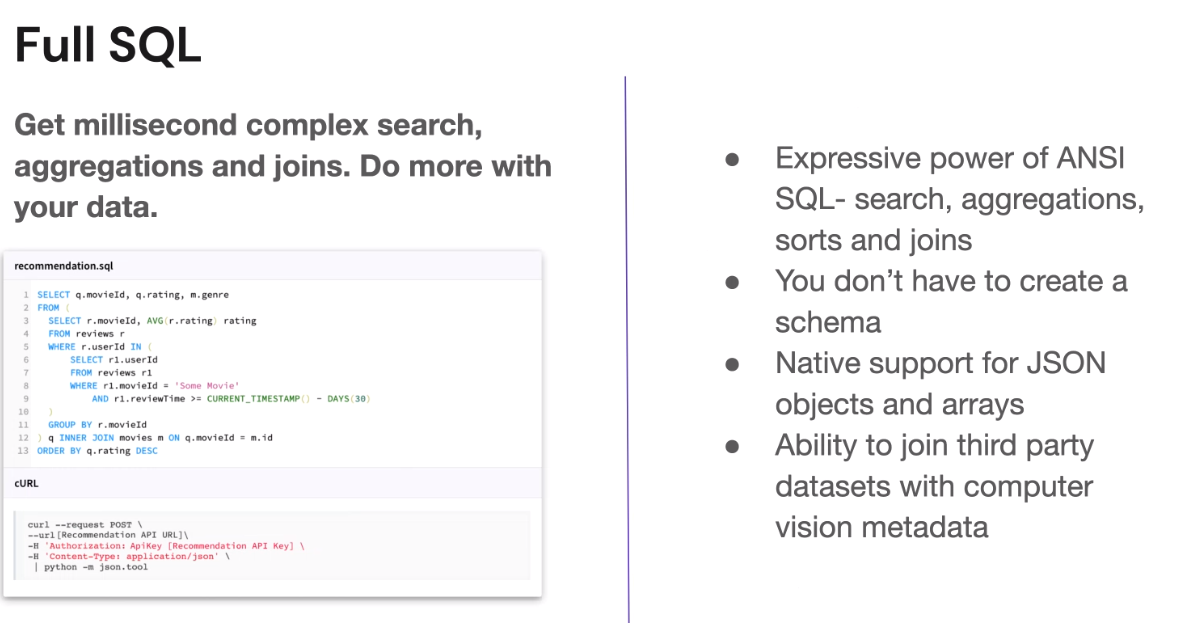 Full SQL
Get millisecond complex search,
aggregations and joins. Do more with
your data.
recommendation.sql
1 SELECT q.movieId, q.rating, m.genre
2 FROM (
3 SELECT r.movieId, AVG(r.rating) rating
4 FROM reviews r
5 WHERE r.userId IN (
6 SELECT r1.userId
7 FROM reviews r1
8 WHERE r1.movieId = 'Some Movie'
9 AND r1.reviewTime >= CURRENT_TIMESTAMP() - DAYS(30)
10 )
11 GROUP BY r.movieId
12 ) q INNER JOIN movies m ON q.movieId = m.id
13 ORDER BY q.rating DESC
cURL
curl --request POST \
--url[Recommendation API URL]\
-H 'Authorization: ApiKey [Recommendation API Key] \
-H 'Content-Type: application/json' \
| python -m json.tool
● Expressive power of ANSI
SQL- search, aggregations,
sorts and joins
● You don’t have to create a
schema
● Native support for JSON
objects and arrays
● Ability to join third party
datasets with computer
vision metadata